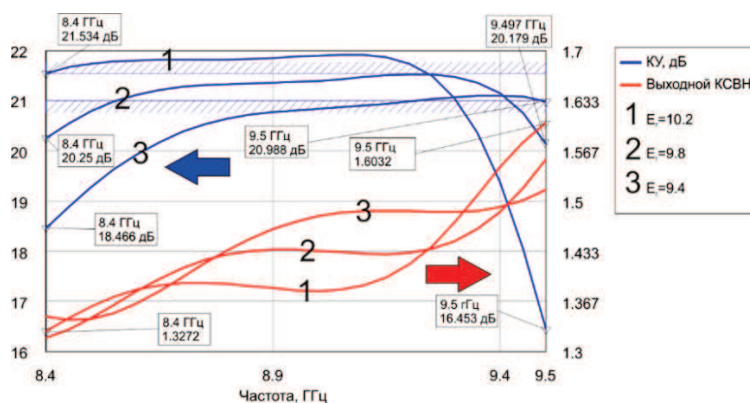 8.4 ГГц
21.534 дБ
9.497 ГГц
20.179 дБ
22
21
20
19
18
17
16
1.7
1.633
1.567
1.5
1.433
1.367
1.3
1
2
3
8.4 ГГц
20.25 дБ
9.5 ГГц
20.988 дБ
9.5 ГГц
1.6032
8.4 ГГц
18.466 дБ
3
2
1
8.4 ГГц
1.3272
9.5 гГц
16.453 дБ
8.4
8.9
9.4
9.5
Частота, ГГц
КУ, дБ
Выходной КСВН
1 Er=10.2
2 Er=9.8
3 Er=9.4